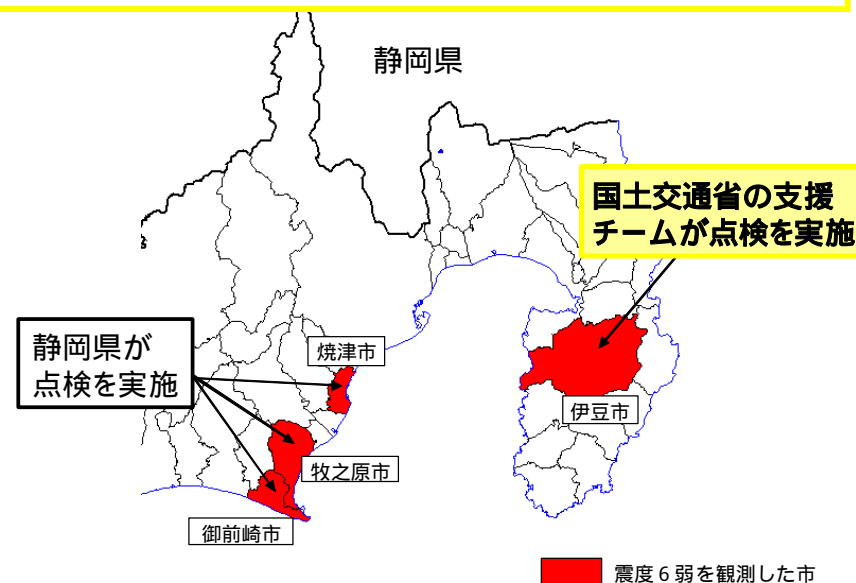 静岡県
国土交通省の支援
チームが点検を実施
静岡県が
点検を実施
焼津市
伊豆市
牧之原市
御前崎市
震度６弱を観測した市